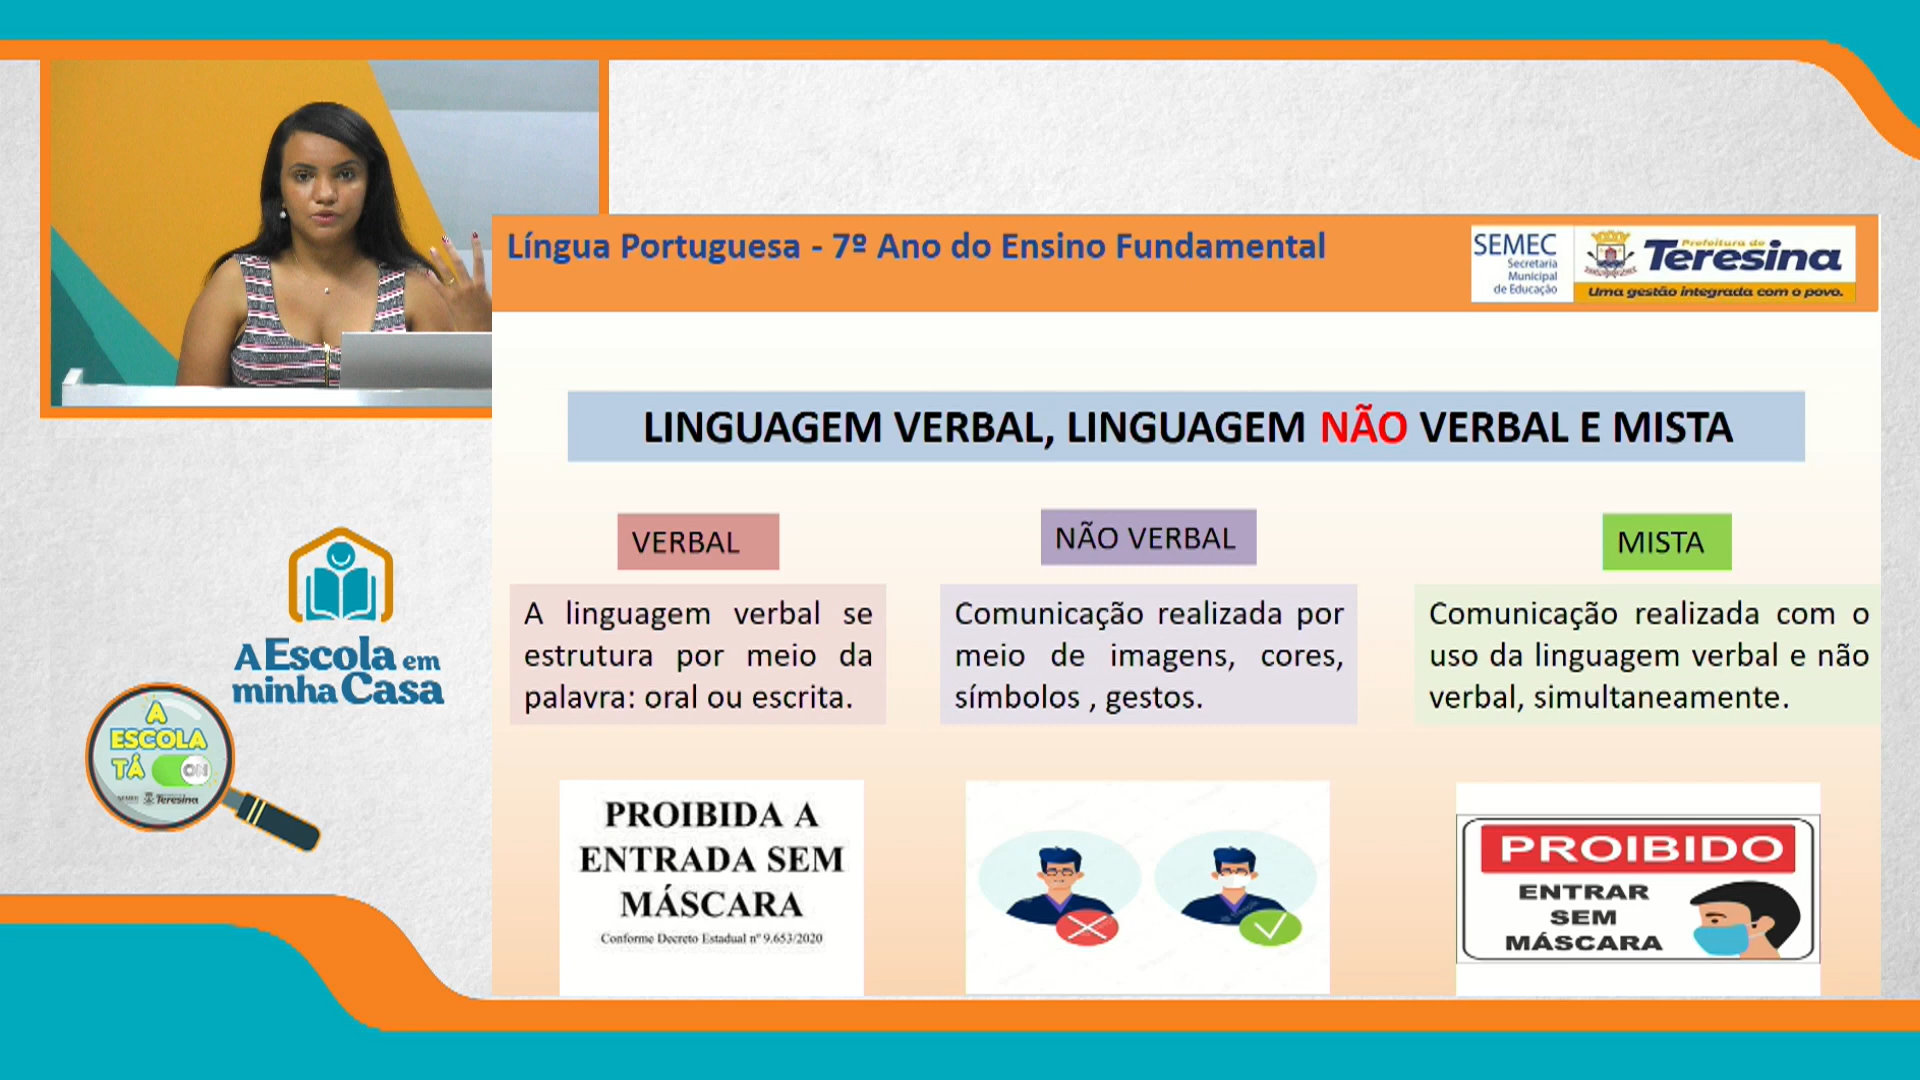 Língua Portuguesa - 7º Ano do Ensino Fundamental
SEMEC
Secretaria
Municipal
de Educação
Prefeitura de
Teresina
Uma gestão integrada com o povo.
LINGUAGEM VERBAL, LINGUAGEM NÃO VERBAL E MISTA
VERBAL
A linguagem verbal se
estrutura por meio da
palavra: oral ou escrita.
PROIBIDA A
ENTRADA SEM
MÁSCARA
Conforme Decreto Estadual nº 9.653/2020
NÃO VERBAL
Comunicação realizada por
meio de imagens, cores,
símbolos , gestos.
MISTA
Comunicação realizada com o
uso da linguagem verbal e não
verbal, simultaneamente.
PROIBIDO
ENTRAR
SEM
MÁSCARA
A Escola em
minha Casa
A
ESCOLA
TÁ ON
SEMEC Teresina